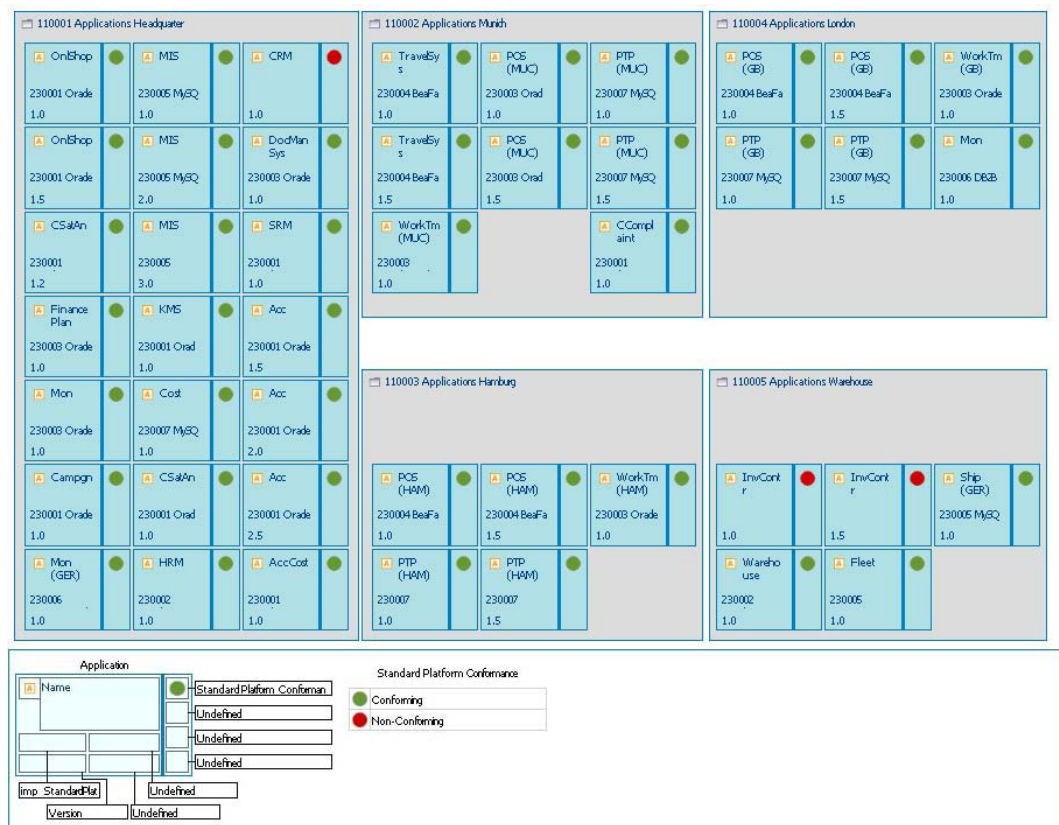 110001 Applications Headquater
OnlShop
MIS
CRM
230001 Oracle
230005 MySQ
1.0
1.0
1.0
OnlShop
MIS
DocMan
Sys
230001 Oracle
230005 MySQ
230003 Oracle
1.5
2.0
1.0
CSatAn
MIS
SRM
230001
230005
230001
1.2
3.0
1.0
Finance
Plan
KMS
Acc
230003 Oracle
230001 Orad
230001 Oracle
1.0
1.0
1.5
Mon
Cost
Acc
230003 Oracle
230007 MySQ
230001 Oracle
1.0
1.0
2.0
Campgn
CSatAn
Acc
230001 Oracle
230001 Orad
230001 Oracle
1.0
1.0
2.5
Mon
(GER)
HRM
AccCost
230006
230002
230001
1.0
1.0
1.0
110002 Applications Munich
TravelSy
s
POS
(MUC)
PTP
(MUC)
230004 BeaFa
230003 Orad
230007 MySQ
1.0
1.0
1.0
TravelSy
s
POS
(MUC)
PTP
(MUC)
230004 BeaFa
230003 Orad
230007 MySQ
1.5
1.5
1.5
WorkTm
(MUC)
CCompl
aint
230003
230001
1.0
1.0
110004 Applications London
POS
(GB)
POS
(GB)
WorkTm
(GB)
230004 BeaFa
230004 BeaFa
230003 Oracle
1.0
1.5
1.0
PTP
(GB)
PTP
(GB)
Mon
230007 MySQ
230007 MySQ
230006 DB2B
1.0
1.5
1.0
110003 Applications Hamburg
POS
(HAM)
POS
(HAM)
WorkTm
(HAM)
230004 BeaFa
230004 BeaFa
230003 Oracle
1.0
1.5
1.0
PTP
(HAM)
PTP
(HAM)
230007
230007
1.0
1.5
110005 Applications Warehouse
InvCont
r
InvCont
r
Ship
(GER)
230005 MySQ
1.0
1.5
1.0
Wareho
use
Fleet
230002
230005
1.0
1.0
Application
Name
StandardPlatform Conforman
Undefined
Undefined
Undefined
imp StandardPlat
Undefined
Version
Undefined
Standard Platform Conformance
Conforming
Non-Conforming